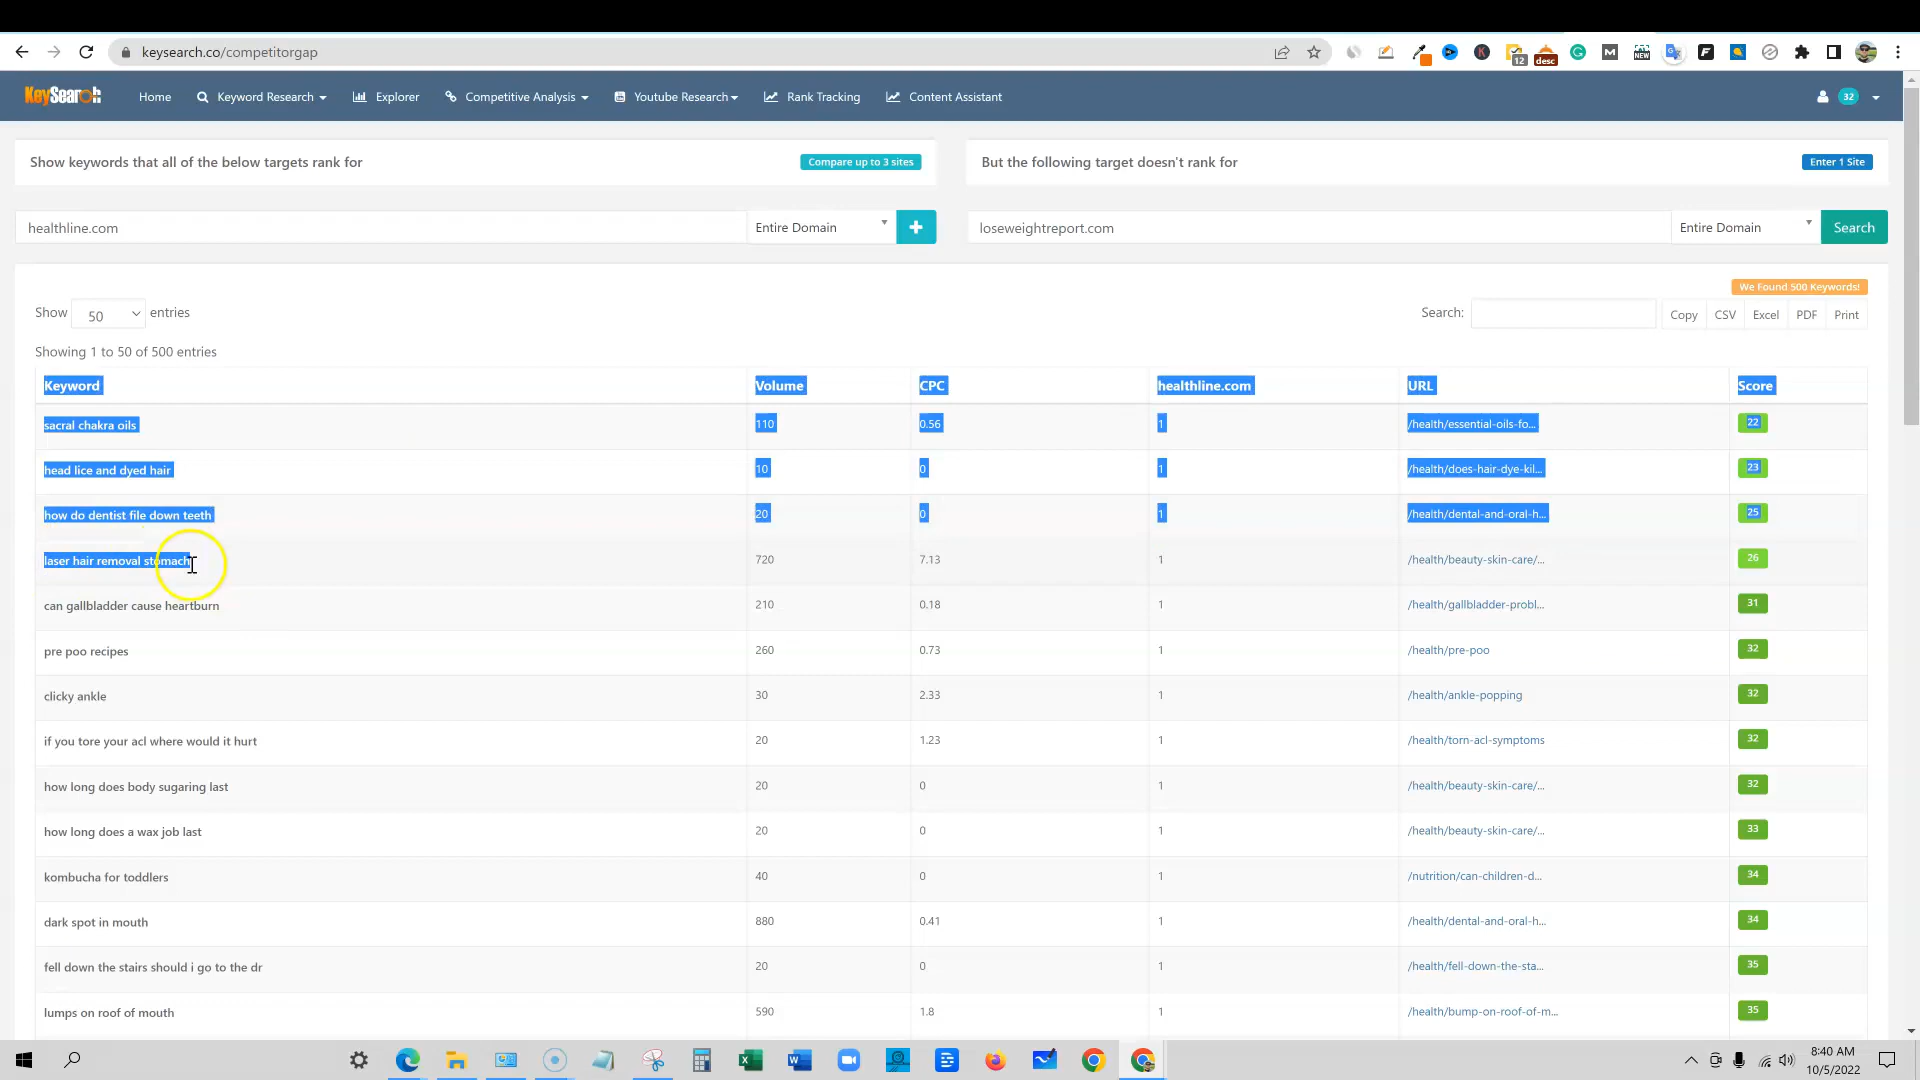 keysearch.co/competitorgap
12
desc
NEW
KeySearch
Home
Keyword Research
Explorer
Competitive Analysis
Youtube Research
Rank Tracking
Content Assistant
32
Show keywords that all of the below targets rank for
Compare up to 3 sites
But the following target doesn't rank for
Enter 1 Site
healthline.com
Entire Domain
+
loseweightreport.com
Entire Domain
Search
We Found 500 Keywords!
Show 50 entries
Search:
Copy CSV Excel PDF Print
Showing 1 to 50 of 500 entries
Keyword Volume CPC healthline.com URL Score
sacral chakra oils 110 0.56 1 /health/essential-oils-fo... 22
head lice and dyed hair 10 0 1 /health/does-hair-dye-kil... 23
how do dentist file down teeth 20 0 1 /health/dental-and-oral-h... 25
laser hair removal stomach 720 7.13 1 /health/beauty-skin-care/... 26
can gallbladder cause heartburn 210 0.18 1 /health/gallbladder-probl... 31
pre poo recipes 260 0.73 1 /health/pre-poo 32
clicky ankle 30 2.33 1 /health/ankle-popping 32
if you tore your acl where would it hurt 20 1.23 1 /health/torn-acl-symptoms 32
how long does body sugaring last 20 0 1 /health/beauty-skin-care/... 32
how long does a wax job last 20 0 1 /health/beauty-skin-care/... 33
kombucha for toddlers 40 0 1 /nutrition/can-children-d... 34
dark spot in mouth 880 0.41 1 /health/dental-and-oral-h... 34
fell down the stairs should i go to the dr 20 0 1 /health/fell-down-the-sta... 35
lumps on roof of mouth 590 1.8 1 /health/bump-on-roof-of-m... 35
8:40 AM
10/5/2022